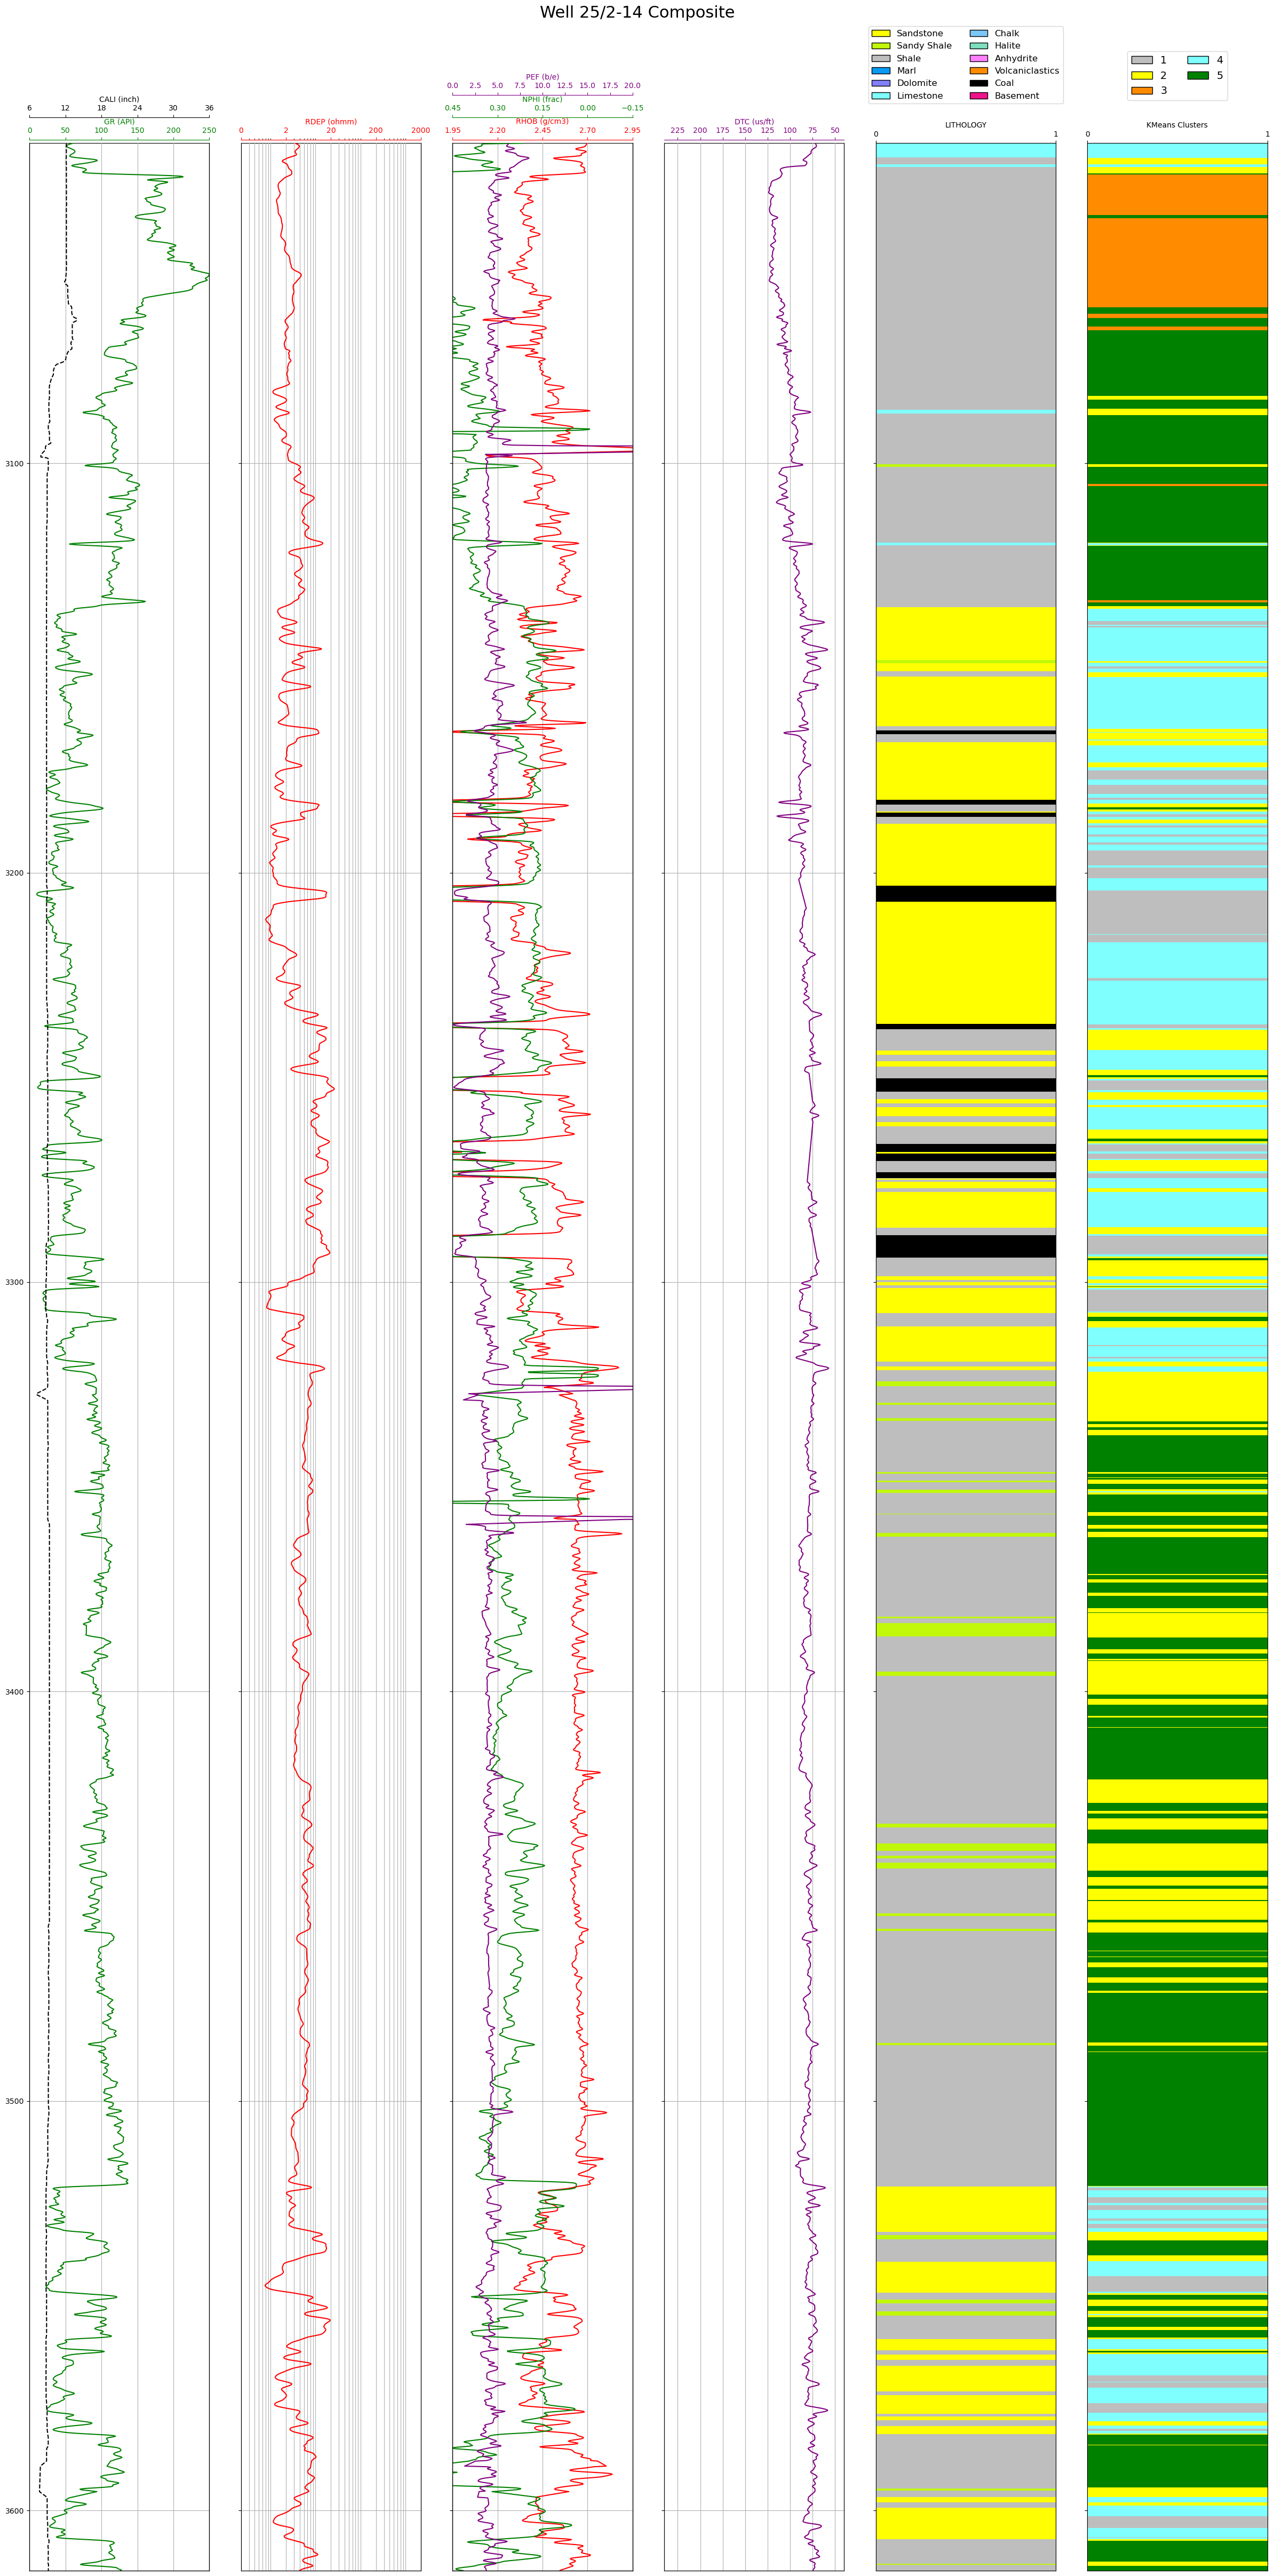 Well 25/2-14 Composite
Sandstone Chalk
Sandy Shale Halite
Shale Anhydrite
Marl Volcaniclastics
Dolomite Coal
Limestone Basement
1 4
2 5
3
PEF (b/e)
0.0 2.5 5.0 7.5 10.0 12.5 15.0 17.5 20.0
CALI (inch)
6 12 18 24 30 36
NPHI (frac)
0.45 0.30 0.15 0.00 −0.15
GR (API)
0 50 100 150 200 250
RDEP (ohmm)
0 2 20 200 2000
RHOB (g/cm3)
1.95 2.20 2.45 2.70 2.95
DTC (us/ft)
225 200 175 150 125 100 75 50
LITHOLOGY
0 1
KMeans Clusters
0 1
3100
3200
3300
3400
3500
3600